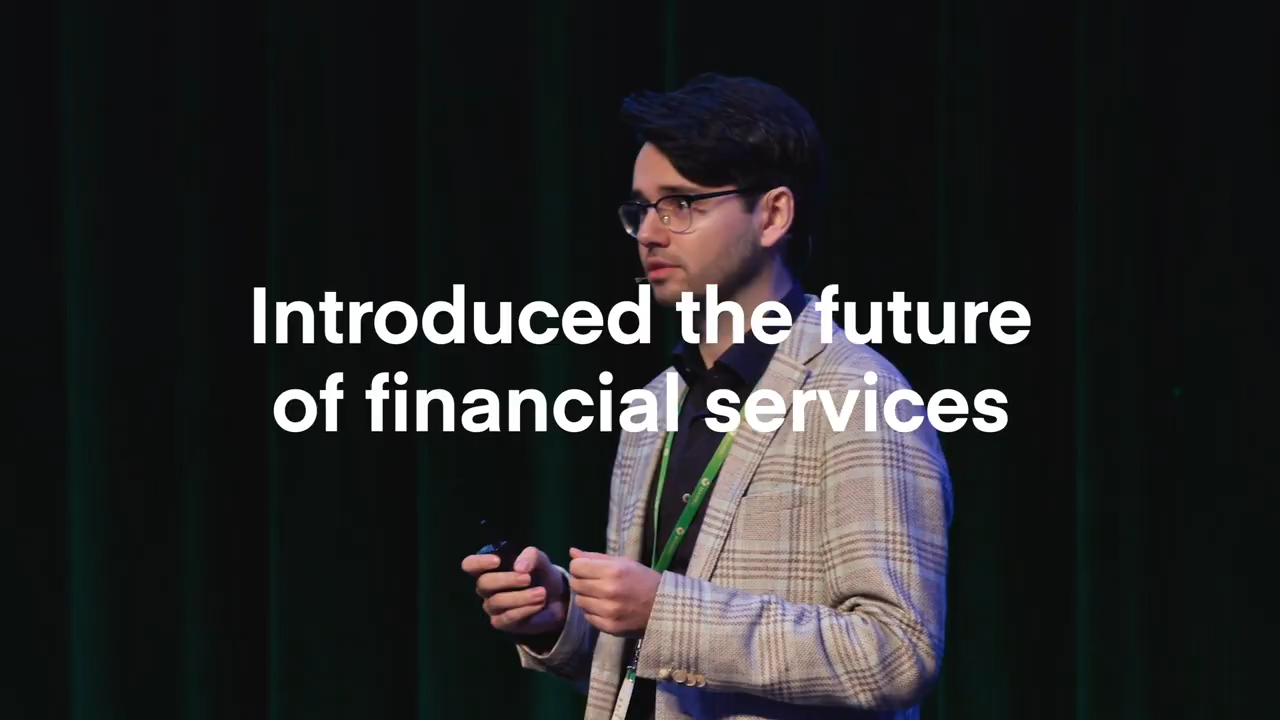 Introduced the future
of financial services